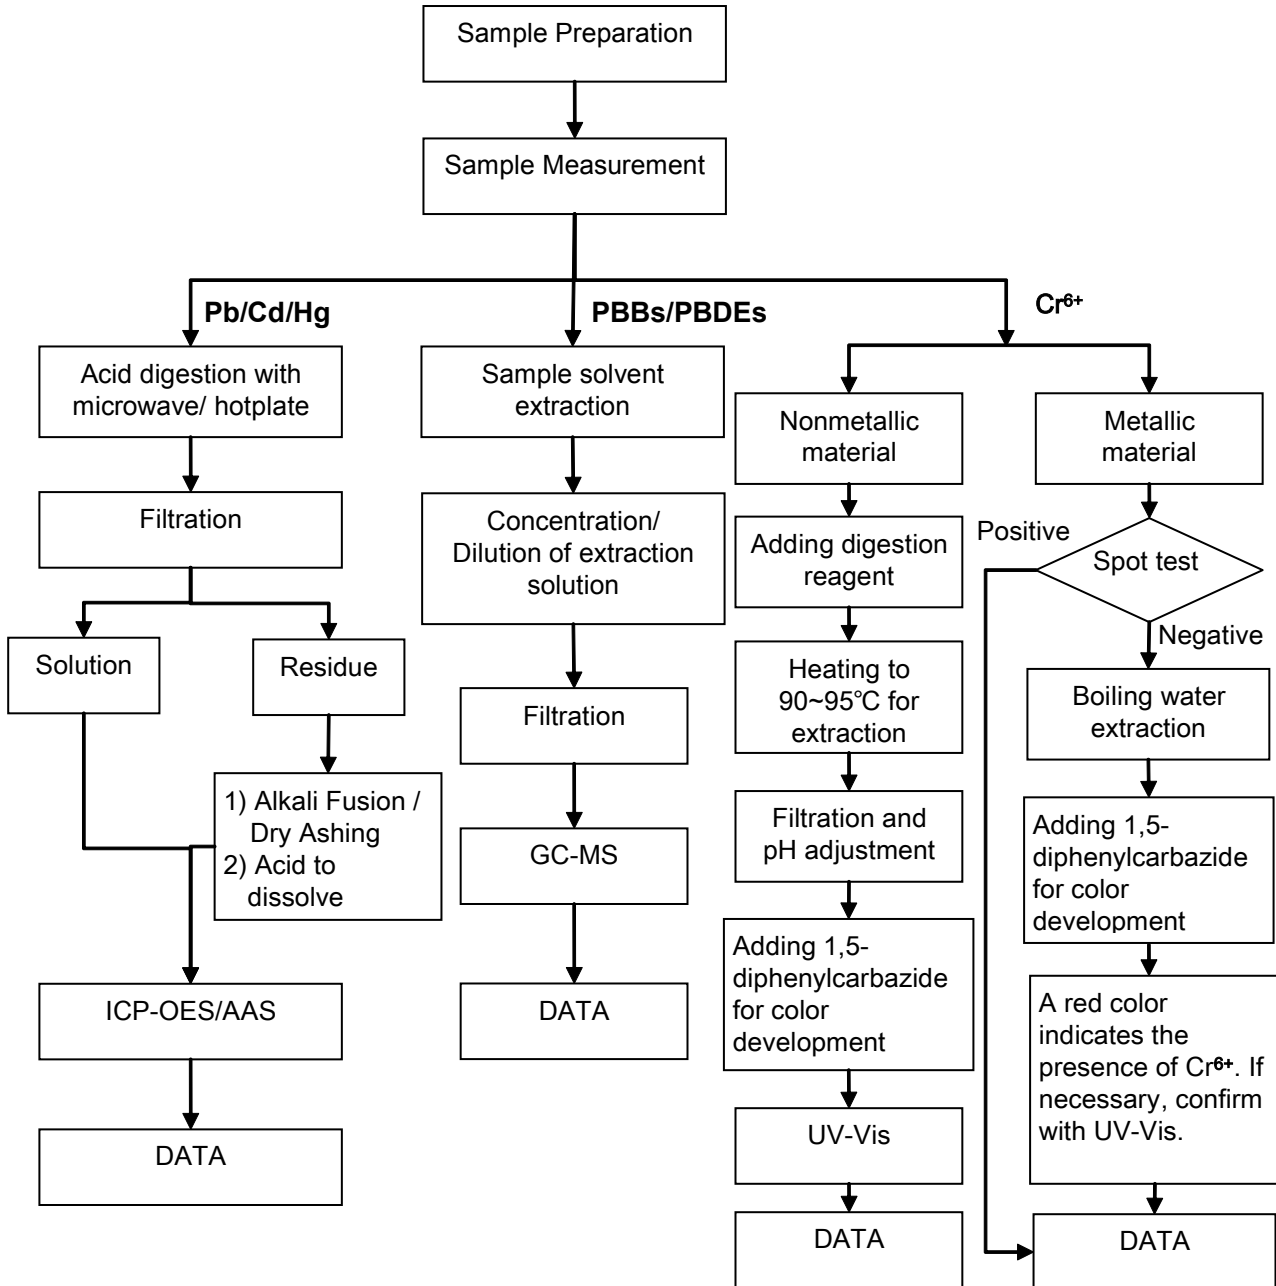 Sample Preparation
Sample Measurement
Pb/Cd/Hg
PBBs/PBDEs
Cr⁶⁺
Acid digestion with
microwave/ hotplate
Filtration
Solution
Residue
1) Alkali Fusion /
Dry Ashing
2) Acid to
dissolve
ICP-OES/AAS
DATA
Sample solvent
extraction
Concentration/
Dilution of extraction
solution
Filtration
GC-MS
DATA
Nonmetallic
material
Adding digestion
reagent
Heating to
90~95℃ for
extraction
Filtration and
pH adjustment
Adding 1,5-
diphenylcarbazide
for color
development
UV-Vis
DATA
Metallic
material
Positive
Spot test
Negative
Boiling water
extraction
Adding 1,5-
diphenylcarbazide
for color
development
A red color
indicates the
presence of Cr⁶⁺. If
necessary, confirm
with UV-Vis.
DATA